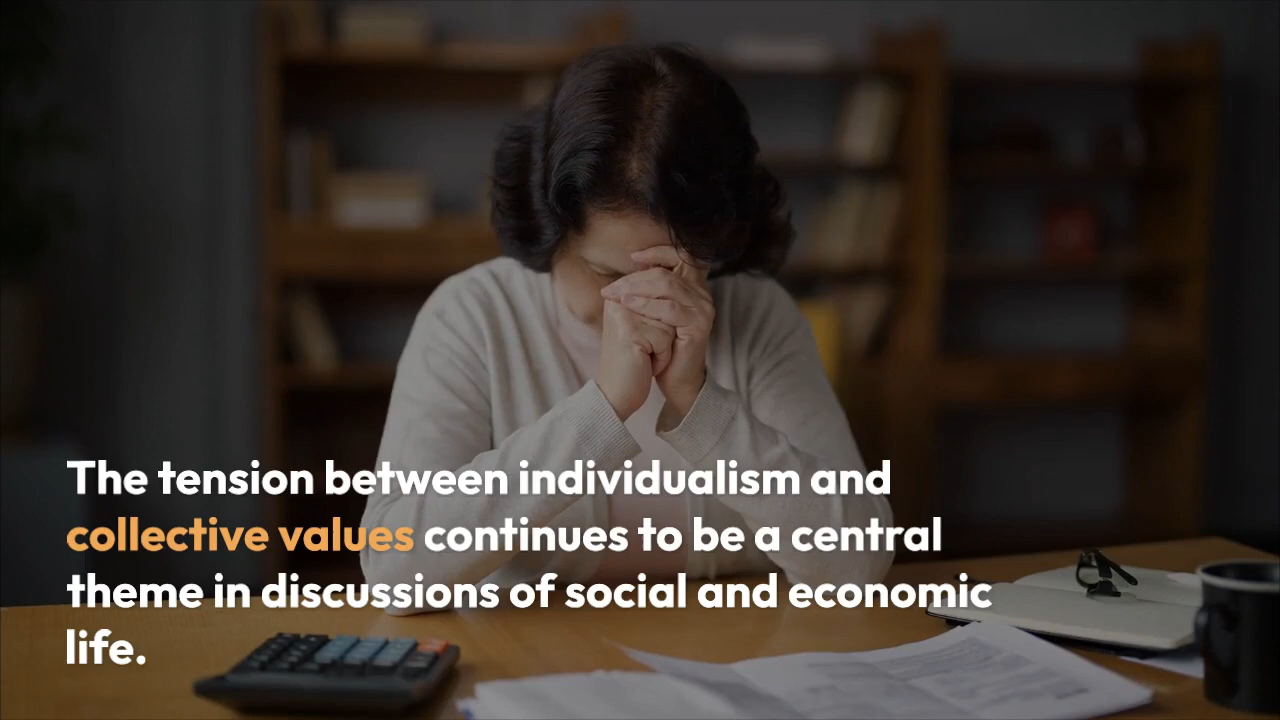 The tension between individualism and
collective values continues to be a central
theme in discussions of social and economic
life.